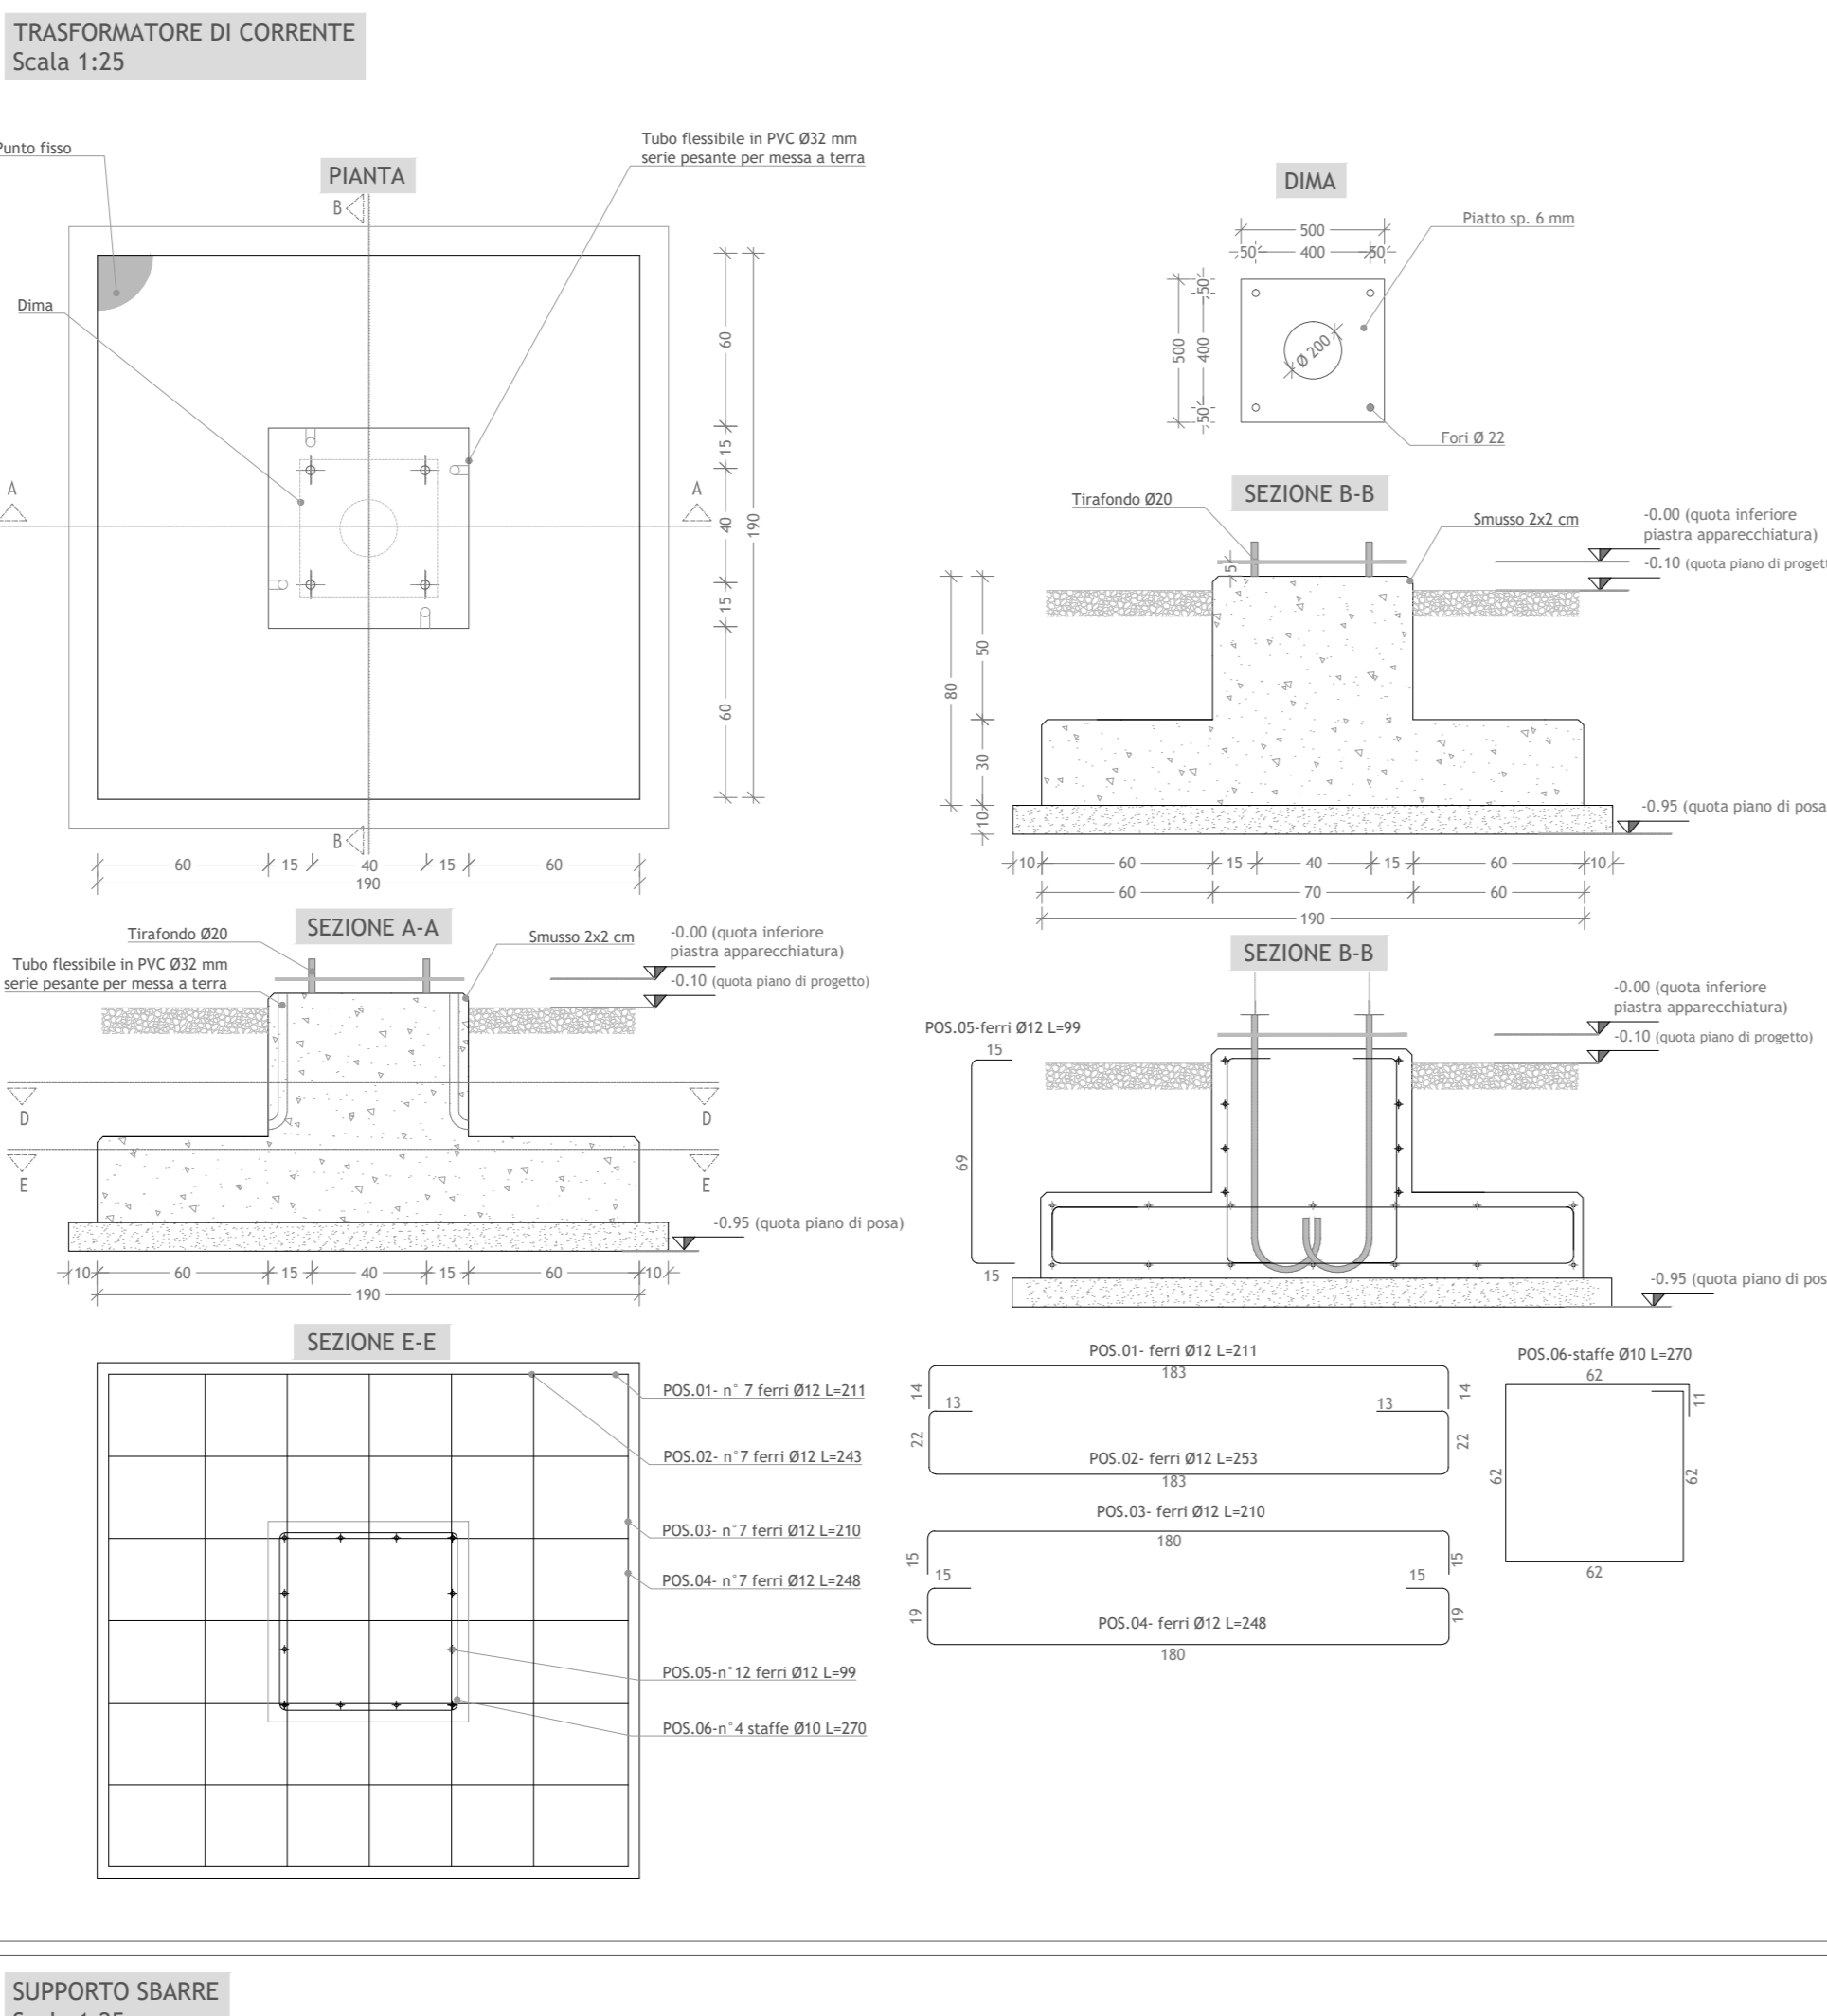 TRASFORMATORE DI CORRENTE
Scala 1:25
Punto fisso
PIANTA
Tubo flessibile in PVC Ø32 mm
serie pesante per messa a terra
B
Dima
A
A
B
60
15
40
15
60
190
60
15
40
15
60
190
DIMA
Piatto sp. 6 mm
500
50
400
50
500
50
400
50
Ø 200
Fori Ø 22
SEZIONE B-B
Tirafondo Ø20
Smusso 2x2 cm
-0.00 (quota inferiore
piastra apparecchiatura)
-0.10 (quota piano di progett
15
80
50
30
10
-0.95 (quota piano di posa
10
60
15
40
15
60
10
60
70
60
190
SEZIONE A-A
Tirafondo Ø20
Smusso 2x2 cm
Tubo flessibile in PVC Ø32 mm
serie pesante per messa a terra
-0.00 (quota inferiore
piastra apparecchiatura)
-0.10 (quota piano di progetto)
D
D
E
E
-0.95 (quota piano di posa)
10
60
15
40
15
60
10
190
SEZIONE B-B
-0.00 (quota inferiore
piastra apparecchiatura)
-0.10 (quota piano di progetto)
POS.05-ferri Ø12 L=99
15
69
15
-0.95 (quota piano di pos
SEZIONE E-E
POS.01- n° 7 ferri Ø12 L=211
POS.02- n°7 ferri Ø12 L=243
POS.03- n°7 ferri Ø12 L=210
POS.04- n°7 ferri Ø12 L=248
POS.05-n°12 ferri Ø12 L=99
POS.06-n°4 staffe Ø10 L=270
POS.01- ferri Ø12 L=211
183
14
14
13
13
22
22
POS.02- ferri Ø12 L=253
183
POS.03- ferri Ø12 L=210
180
15
15
15
15
19
19
POS.04- ferri Ø12 L=248
180
POS.06-staffe Ø10 L=270
62
11
62
62
62
SUPPORTO SBARRE